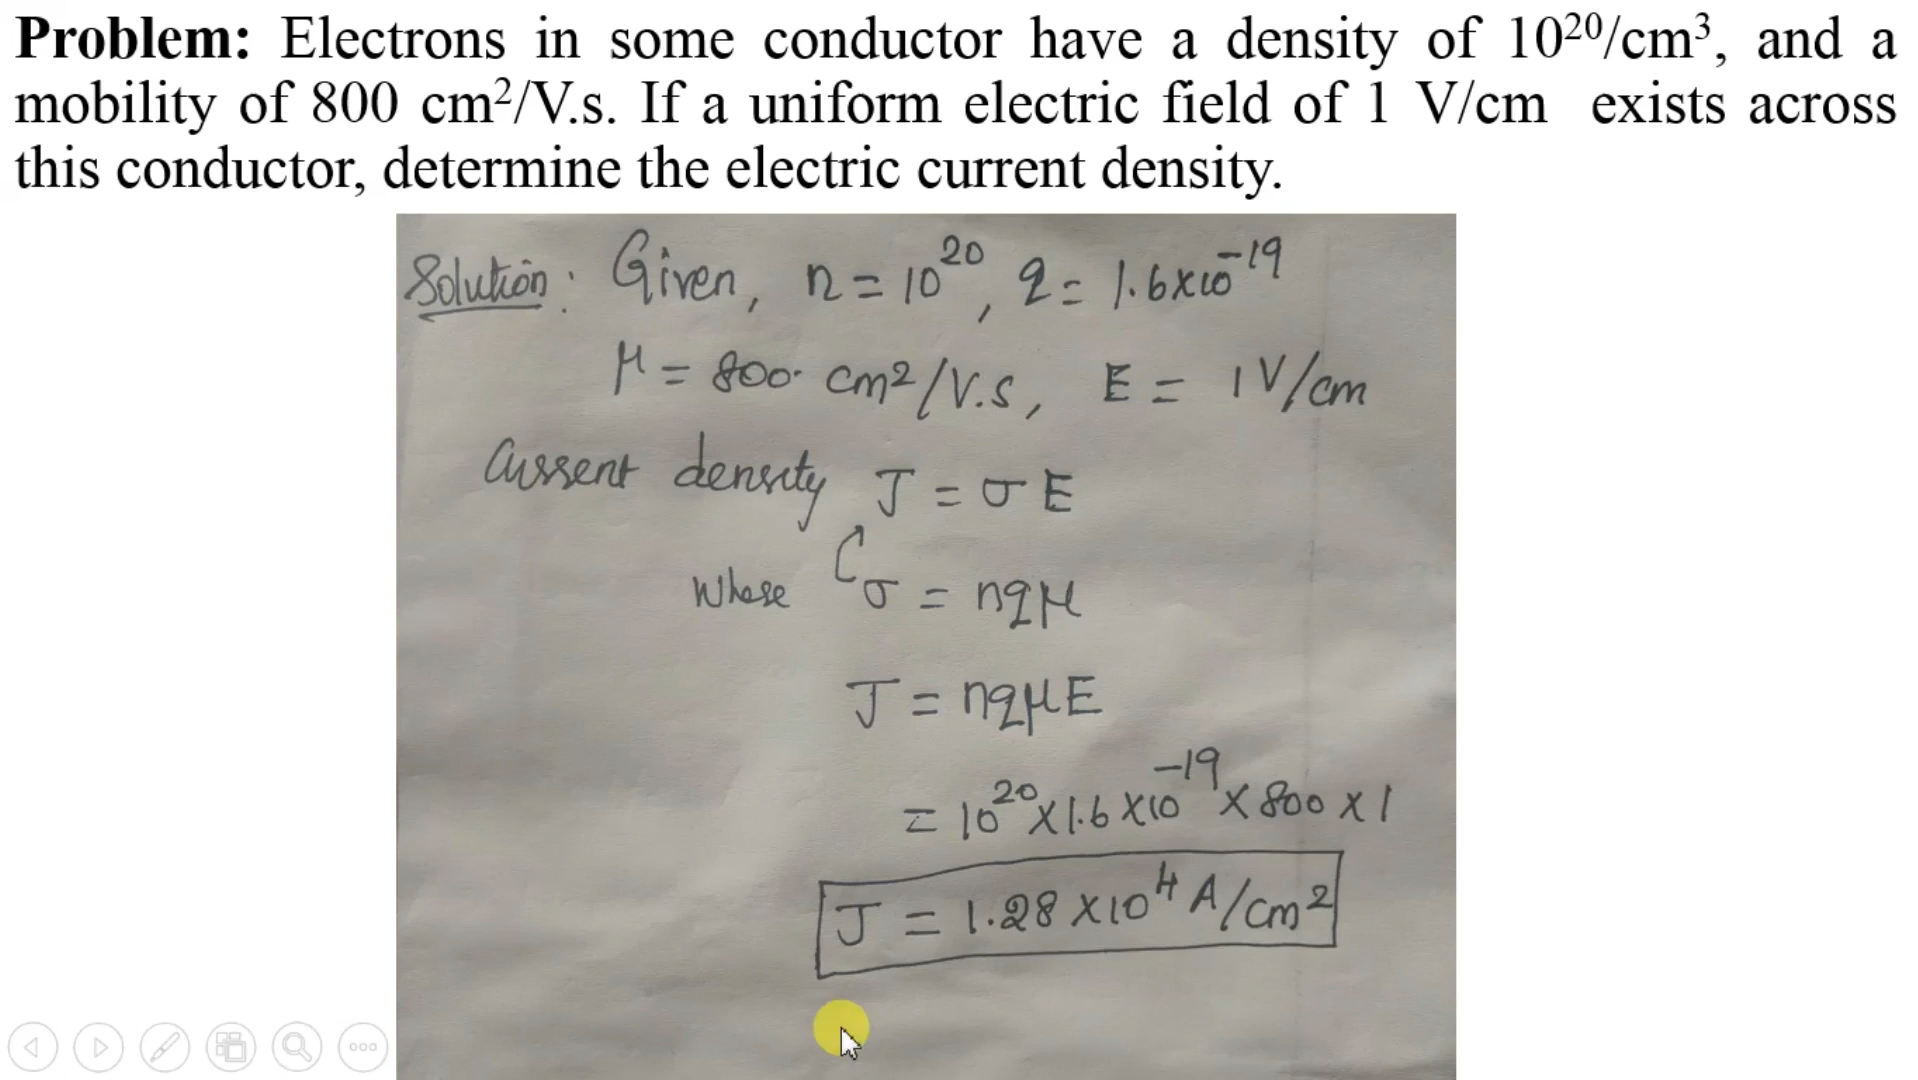 Problem: Electrons in some conductor have a density of 10²⁰/cm³, and a
mobility of 800 cm²/V.s. If a uniform electric field of 1 V/cm exists across
this conductor, determine the electric current density.
Solution: Given, n = 10²⁰, q = 1.6×10⁻¹⁹
μ = 800 cm²/V.S, E = 1V/cm
Current density J = σE
where σ = nqμ
J = nqμE
= 10²⁰×1.6×10⁻¹⁹×800×1
J = 1.28×10⁴ A/cm²